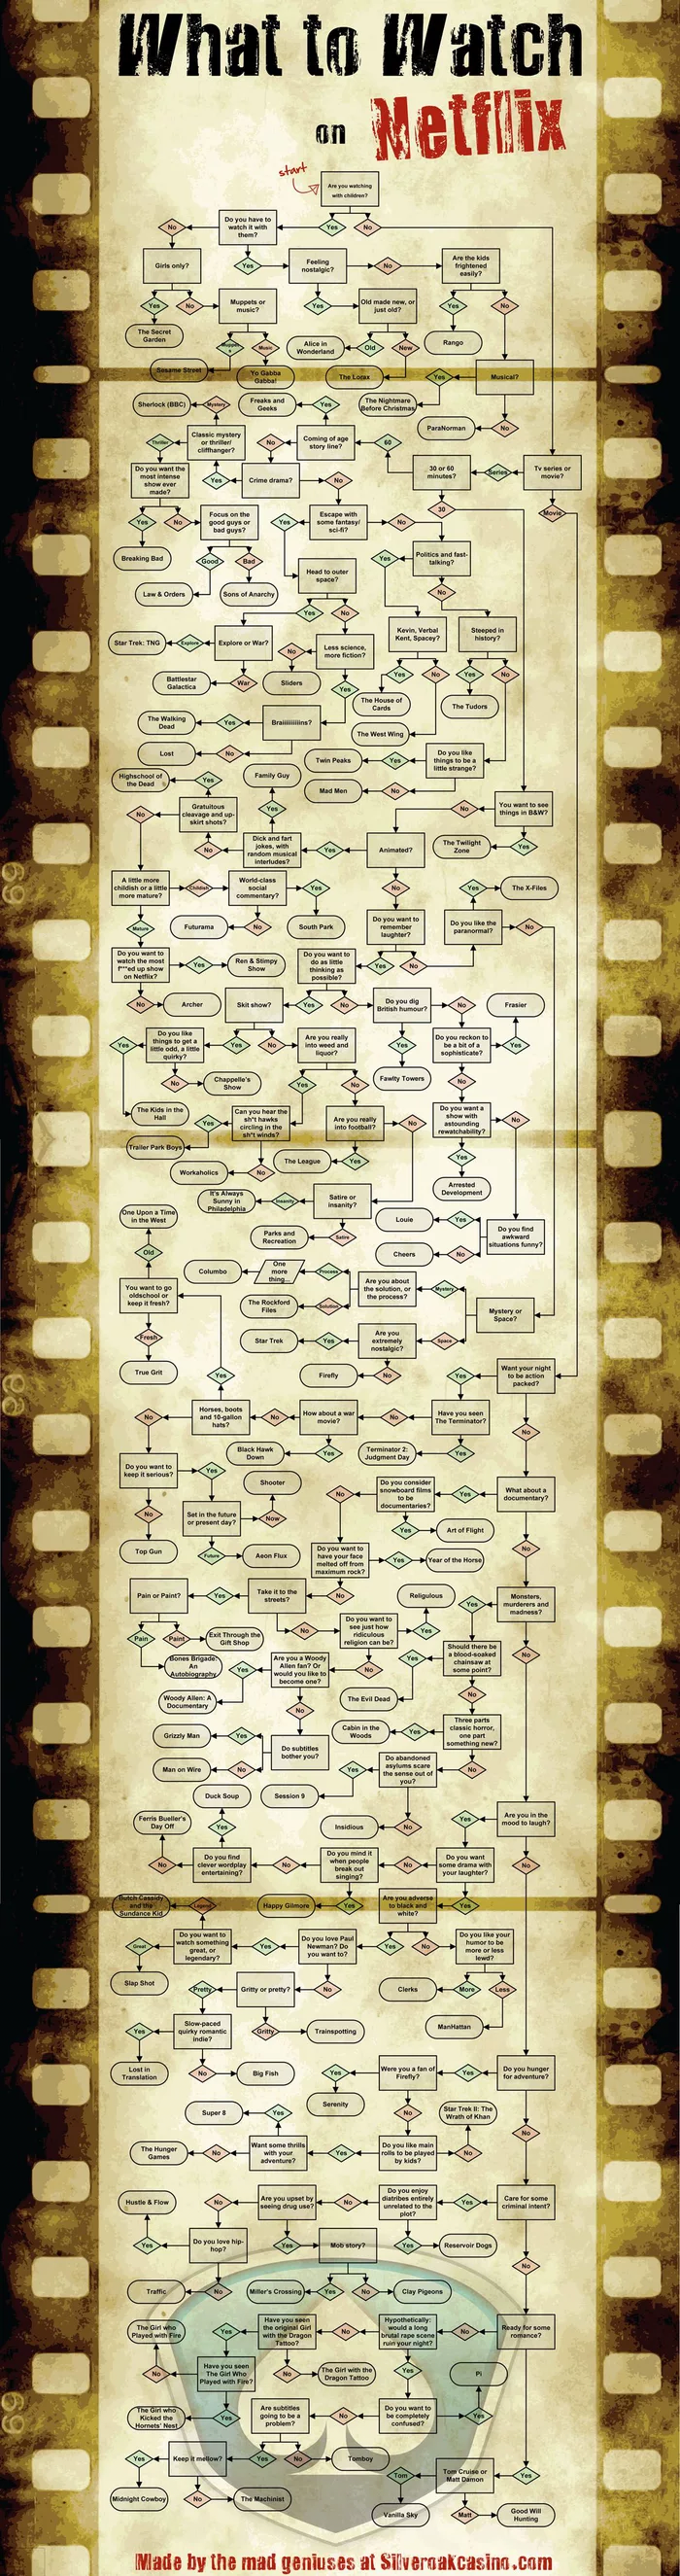 What to Watch
on Netflix
start
Are you watching
with children?
No
Do you have to
watch it with
them?
Yes
No
Girls only?
Yes
Feeling
nostalgic?
No
Are the kids
frightened
easily?
Yes
No
Muppets or
music?
Yes
Old made new, or
just old?
Yes
No
The Secret
Garden
Muppets
Music
Alice in
Wonderland
Old
New
Rango
Sesame Street
Yo Gabba
Gabba!
The Lorax
Yes
Musical?
Sherlock (BBC)
Mystery
Freaks and
Geeks
Yes
The Nightmare
Before Christmas
ParaNorman
No
Thriller
Classic mystery
or thriller/
cliffhanger?
No
Coming of age
story line?
60
Do you want the
most intense
show ever
made?
Yes
Crime drama?
No
30 or 60
minutes?
Series
Tv series or
movie?
30
Movie
Yes
No
Focus on the
good guys or
bad guys?
Yes
Escape with
some fantasy/
sci-fi?
No
Breaking Bad
Good
Bad
Yes
Politics and fast-
talking?
Law & Orders
Sons of Anarchy
Head to outer
space?
No
Yes
No
Star Trek: TNG
Explore
Explore or War?
No
Less science,
more fiction?
Kevin, Verbal
Kent, Spacey?
Steeped in
history?
Battlestar
Galactica
War
Sliders
Yes
Yes
No
Yes
No
The House of
Cards
The Tudors
The Walking
Dead
Yes
Braiiiiiiiiins?
The West Wing
Lost
No
Twin Peaks
Yes
Do you like
things to be a
little strange?
Highschool of
the Dead
Yes
Family Guy
Mad Men
No
No
Gratuitous
cleavage and up-
skirt shots?
Yes
No
You want to see
things in B&W?
No
Dick and fart
jokes, with
random musical
interludes?
Yes
Animated?
The Twilight
Zone
Yes
A little more
childish or a little
more mature?
Childish
World-class
social
commentary?
Yes
No
Yes
The X-Files
Mature
Futurama
No
South Park
Do you want to
remember
laughter?
Do you like the
paranormal?
No
Do you want to
watch the most
f***ed up show
on Netflix?
Yes
Ren & Stimpy
Show
Do you want to
do as little
thinking as
possible?
Yes
No
No
Archer
Skit show?
Yes
No
Do you dig
British humour?
No
Frasier
Yes
Do you like
things to get a
little odd, a little
quirky?
Yes
No
Are you really
into weed and
liquor?
Yes
Do you reckon to
be a bit of a
sophisticate?
Yes
No
Chappelle's
Show
Yes
No
Fawlty Towers
No
The Kids in the
Hall
Yes
Can you hear the
sh*t hawks
circling in the
sh*t winds?
Are you really
into football?
No
Do you want a
show with
astounding
rewatchability?
No
Trailer Park Boys
Workaholics
No
The League
Yes
Yes
Arrested
Development
One Upon a Time
in the West
It's Always
Sunny in
Philadelphia
Insanity
Satire or
insanity?
Louie
Yes
Do you find
awkward
situations funny?
Old
Parks and
Recreation
Satire
Cheers
No
You want to go
oldschool or
keep it fresh?
Columbo
One
more
thing...
Process
Are you about
the solution, or
the process?
Mystery
Mystery or
Space?
The Rockford
Files
Solution
Fresh
Star Trek
Yes
Are you
extremely
nostalgic?
Space
True Grit
Yes
Firefly
No
Yes
Want your night
to be action
packed?
No
Horses, boots
and 10-gallon
hats?
No
How about a war
movie?
No
Have you seen
The Terminator?
No
Black Hawk
Down
Yes
Terminator 2:
Judgment Day
Yes
Do you want to
keep it serious?
Yes
Shooter
No
Do you consider
snowboard films
to be
documentaries?
Yes
What about a
documentary?
No
Set in the future
or present day?
Now
Yes
Art of Flight
Top Gun
Future
Aeon Flux
Do you want to
have your face
melted off from
maximum rock?
Yes
Year of the Horse
No
Pain or Paint?
Yes
Take it to the
streets?
No
Religulous
Yes
Monsters,
murderers and
madness?
Pain
Paint
Exit Through the
Gift Shop
No
Do you want to
see just how
ridiculous
religion can be?
Yes
No
Bones Brigade:
An
Autobiography
Yes
Are you a Woody
Allen fan? Or
would you like to
become one?
No
Yes
Should there be
a blood-soaked
chainsaw at
some point?
Woody Allen: A
Documentary
The Evil Dead
No
No
Grizzly Man
Yes
Cabin in the
Woods
Yes
Three parts
classic horror,
one part
something new?
Man on Wire
No
Do subtitles
bother you?
Yes
Do abandoned
asylums scare
the sense out of
you?
No
Duck Soup
Session 9
Ferris Bueller's
Day Off
Yes
Insidious
No
Yes
Are you in the
mood to laugh?
No
Do you find
clever wordplay
entertaining?
No
Do you mind it
when people
break out
singing?
No
Do you want
some drama with
your laughter?
No
Butch Cassidy
and the
Sundance Kid
Legend
Happy Gilmore
Yes
Are you adverse
to black and
white?
Yes
Great
Do you want to
watch something
great, or
legendary?
Yes
Do you love Paul
Newman? Do
you want to?
Yes
No
Do you like your
humor to be
more or less
lewd?
Slap Shot
Pretty
Gritty or pretty?
No
Clerks
More
Less
Yes
Slow-paced
quirky romantic
indie?
Gritty
Trainspotting
ManHattan
Lost in
Translation
No
Big Fish
Yes
Were you a fan of
Firefly?
Yes
Do you hunger
for adventure?
Super 8
Yes
Serenity
No
Star Trek II: The
Wrath of Khan
No
The Hunger
Games
No
Want some thrills
with your
adventure?
Yes
Do you like main
rolls to be played
by kids?
No
Hustle & Flow
No
Are you upset by
seeing drug use?
No
Do you enjoy
diatribes entirely
unrelated to the
plot?
Yes
Care for some
criminal intent?
Yes
Do you love hip-
hop?
Yes
Mob story?
Yes
Reservoir Dogs
No
Traffic
No
Miller's Crossing
Yes
No
Clay Pigeons
The Girl who
Played with Fire
Yes
Have you seen
the original Girl
with the Dragon
Tattoo?
No
Hypothetically:
would a long
brutal rape scene
ruin your night?
No
Ready for some
romance?
No
Have you seen
The Girl Who
Played with Fire?
No
The Girl with the
Dragon Tattoo
Yes
Pi
The Girl who
Kicked the
Hornets' Nest
Yes
Are subtitles
going to be a
problem?
No
Do you want to
be completely
confused?
Yes
Yes
Keep it mellow?
Yes
No
Tomboy
Tom
Tom Cruise or
Matt Damon
Yes
Midnight Cowboy
No
The Machinist
Vanilla Sky
Matt
Good Will
Hunting
Made by the mad geniuses at Silveroakcasino.com